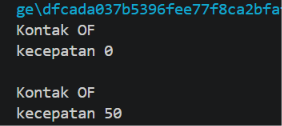 ge\dfcada037b5396fee77f8ca2bfa
Kontak OF
kecepatan 0

Kontak OF
kecepatan 50